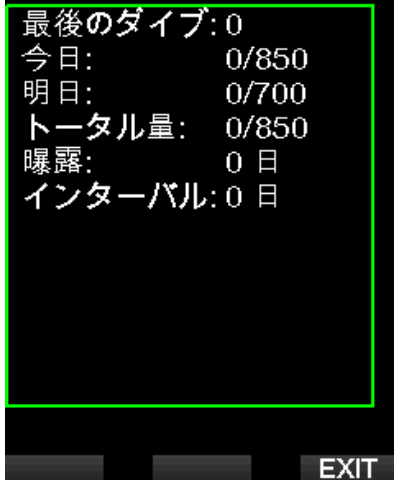 最後のダイブ: 0
今日: 0/850
明日: 0/700
トータル量: 0/850
曝露: 0 日
インターバル: 0 日
EXIT